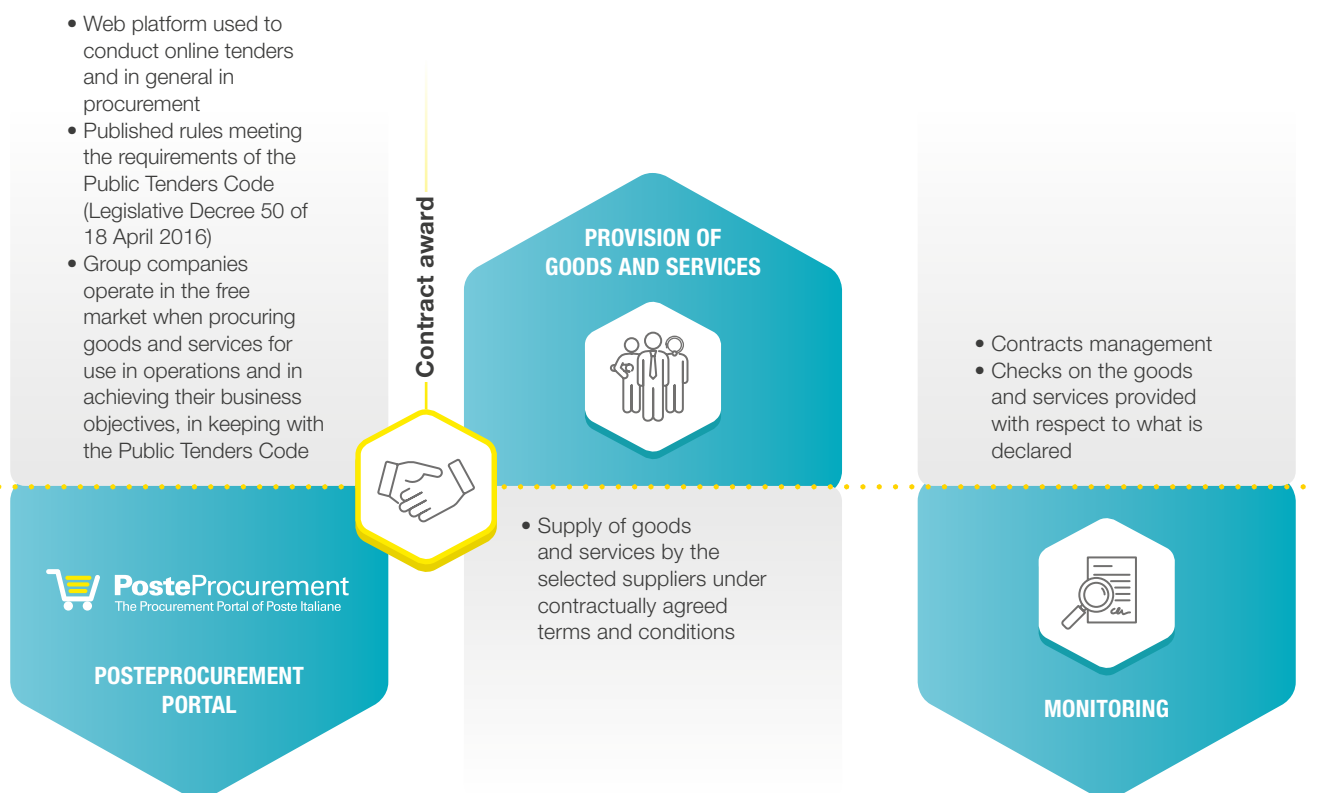 • Web platform used to
conduct online tenders
and in general in
procurement
• Published rules meeting
the requirements of the
Public Tenders Code
(Legislative Decree 50 of
18 April 2016)
• Group companies
operate in the free
market when procuring
goods and services for
use in operations and in
achieving their business
objectives, in keeping with
the Public Tenders Code
PosteProcurement
The Procurement Portal of Poste Italiane
POSTEPROCUREMENT
PORTAL
Contract award
PROVISION OF
GOODS AND SERVICES
• Supply of goods
and services by the
selected suppliers under
contractually agreed
terms and conditions
• Contracts management
• Checks on the goods
and services provided
with respect to what is
declared
MONITORING